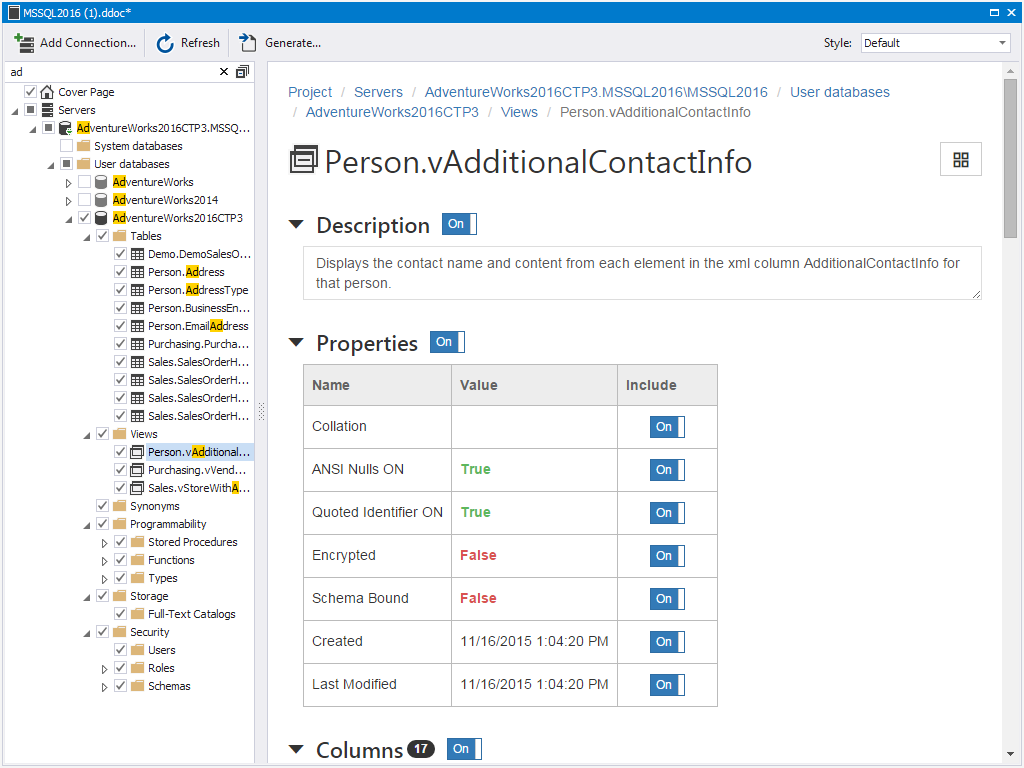 MSSQL2016 (1).ddoc*
Add Connection...
Refresh
Generate...
Style:
Default
ad
Cover Page
Servers
AdventureWorks2016CTP3.MSSQ...
System databases
User databases
AdventureWorks
AdventureWorks2014
AdventureWorks2016CTP3
Tables
Demo.DemoSalesO...
Person.Address
Person.AddressType
Person.BusinessEn...
Person.EmailAddress
Purchasing.Purcha...
Sales.SalesOrderH...
Sales.SalesOrderH...
Sales.SalesOrderH...
Sales.SalesOrderH...
Views
Person.vAdditional...
Purchasing.vVend...
Sales.vStoreWithA...
Synonyms
Programmability
Stored Procedures
Functions
Types
Storage
Full-Text Catalogs
Security
Users
Roles
Schemas
Project / Servers / AdventureWorks2016CTP3.MSSQL2016\MSSQL2016 / User databases
/ AdventureWorks2016CTP3 / Views / Person.vAdditionalContactInfo
Person.vAdditionalContactInfo
Description On
Displays the contact name and content from each element in the xml column AdditionalContactInfo for
that person.
Properties On
Name Value Include
Collation On
ANSI Nulls ON True On
Quoted Identifier ON True On
Encrypted False On
Schema Bound False On
Created 11/16/2015 1:04:20 PM On
Last Modified 11/16/2015 1:04:20 PM On
Columns 17 On